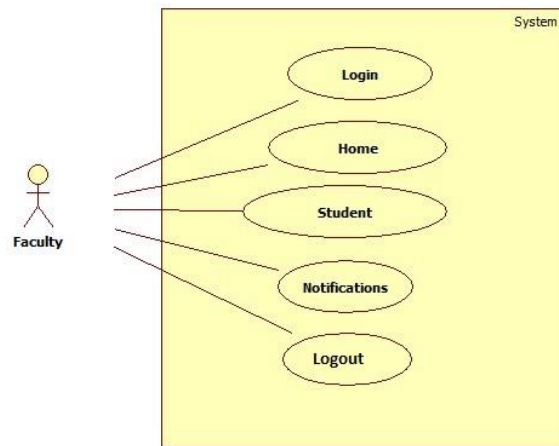 System
Login
Home
Student
Faculty
Notifications
Logout